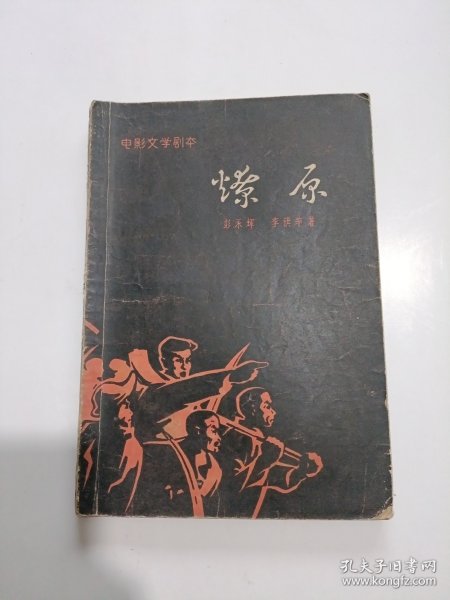 电影文学剧本
燎原
彭永辉 李洪辛著
孔夫子旧书网
www.kongfz.com